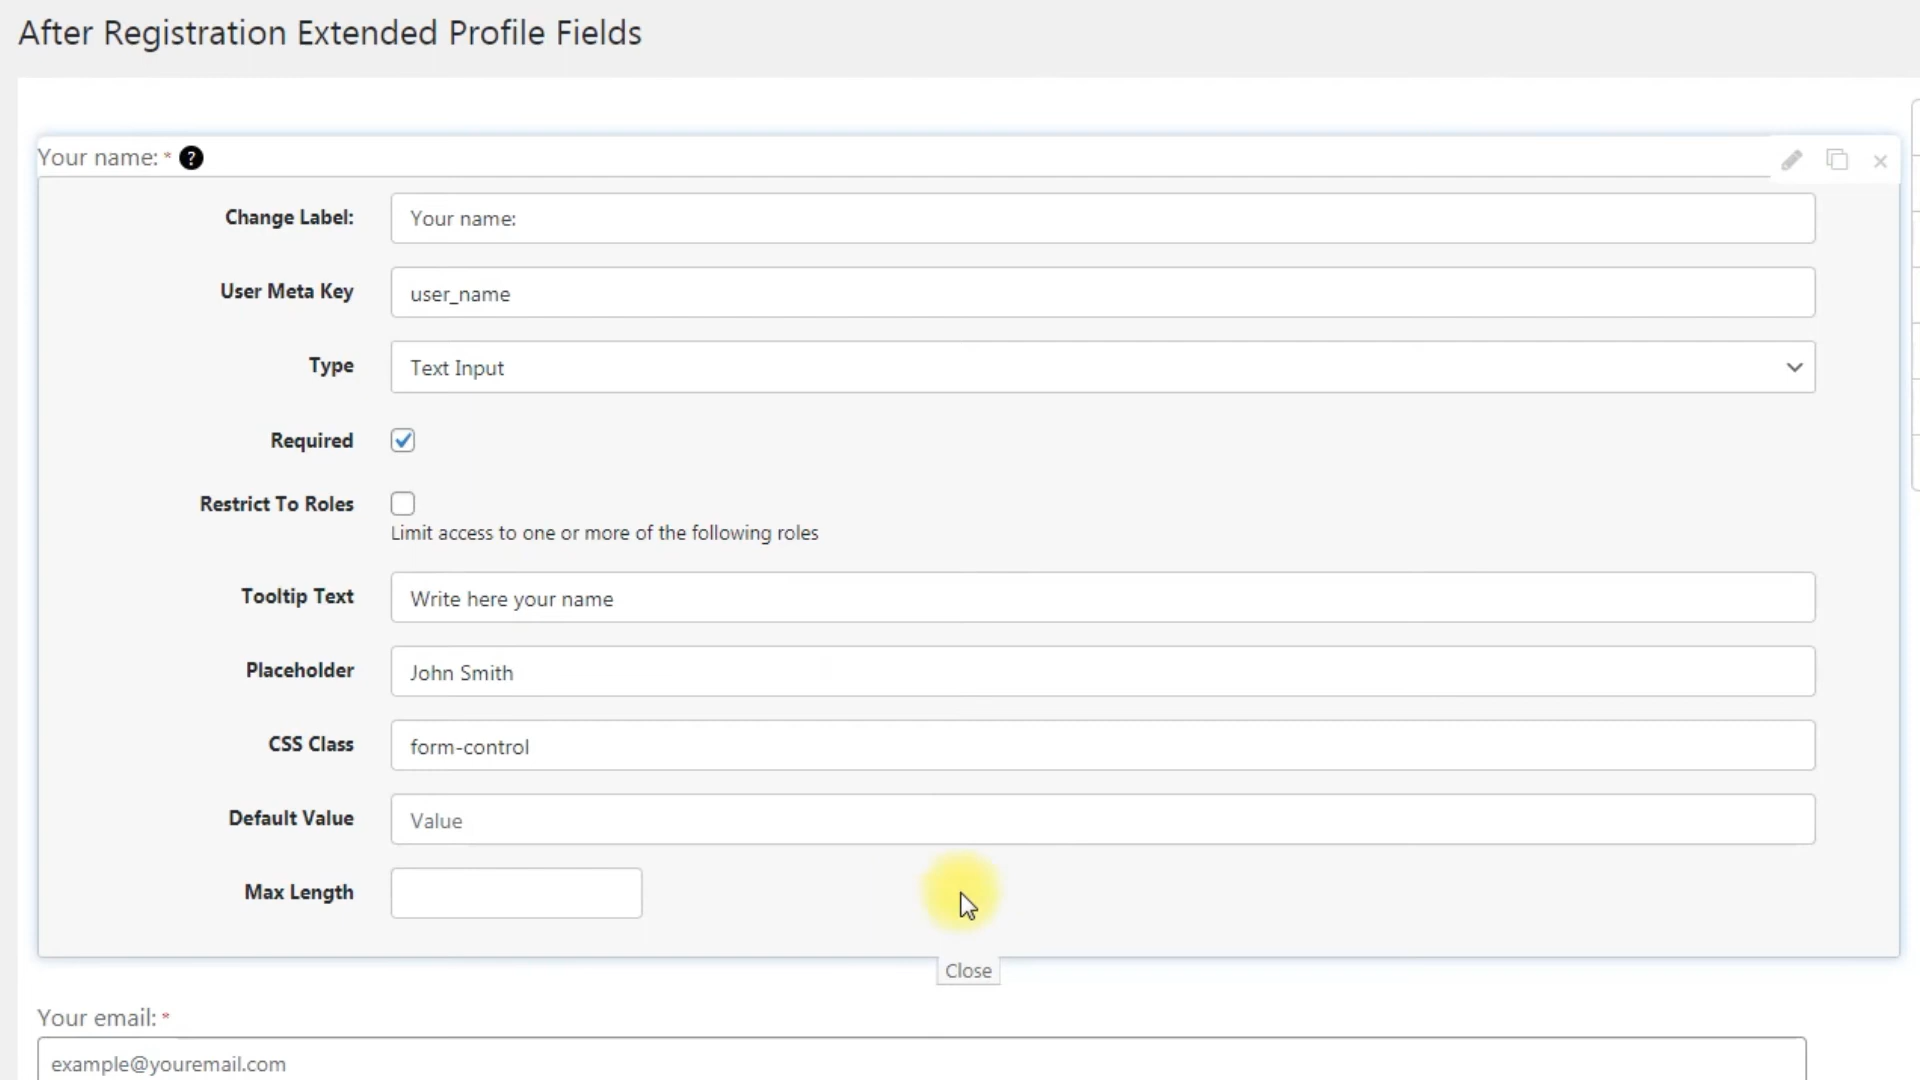 After Registration Extended Profile Fields
Your name: * ?
Change Label: Your name:
User Meta Key user_name
Type Text Input
Required
Restrict To Roles
Limit access to one or more of the following roles
Tooltip Text Write here your name
Placeholder John Smith
CSS Class form-control
Default Value Value
Max Length
Close
Your email: *
example@youremail.com